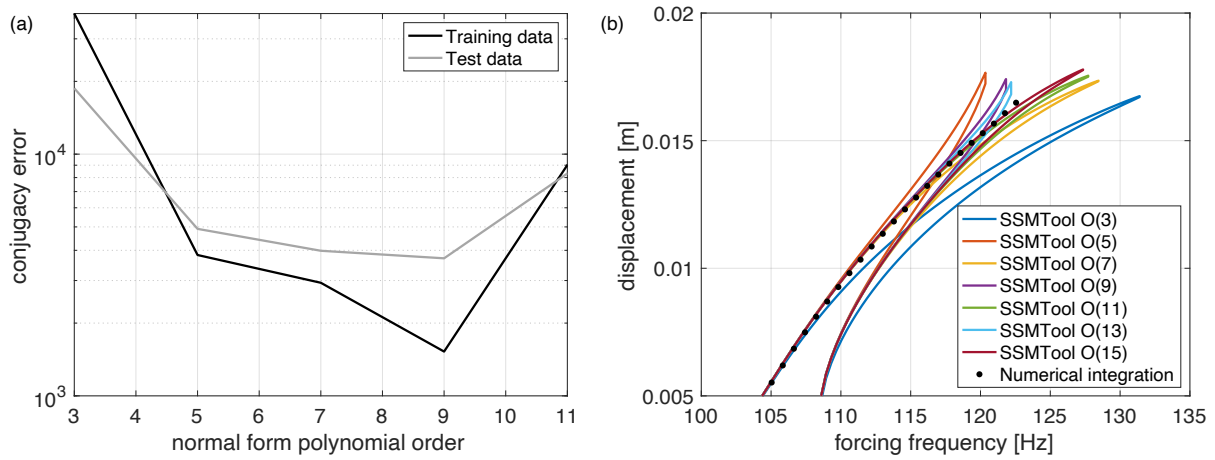 (a)
10^4
10^3
conjugacy error
3 4 5 6 7 8 9 10 11
normal form polynomial order
Training data
Test data
(b)
0.02
0.015
0.01
0.005
displacement [m]
100 105 110 115 120 125 130 135
forcing frequency [Hz]
SSMTool O(3)
SSMTool O(5)
SSMTool O(7)
SSMTool O(9)
SSMTool O(11)
SSMTool O(13)
SSMTool O(15)
Numerical integration